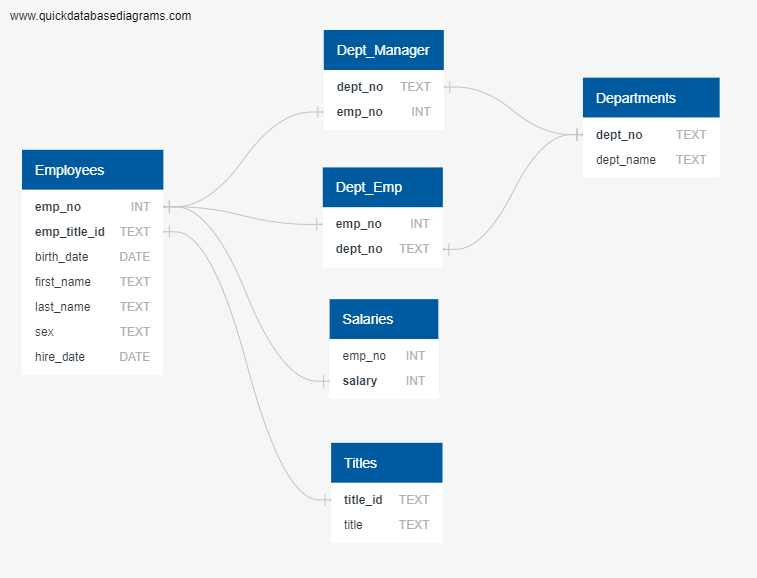 www.quickdatabasediagrams.com
Dept_Manager
dept_no TEXT
emp_no INT
Departments
dept_no TEXT
dept_name TEXT
Employees
emp_no INT
emp_title_id TEXT
birth_date DATE
first_name TEXT
last_name TEXT
sex TEXT
hire_date DATE
Dept_Emp
emp_no INT
dept_no TEXT
Salaries
emp_no INT
salary INT
Titles
title_id TEXT
title TEXT